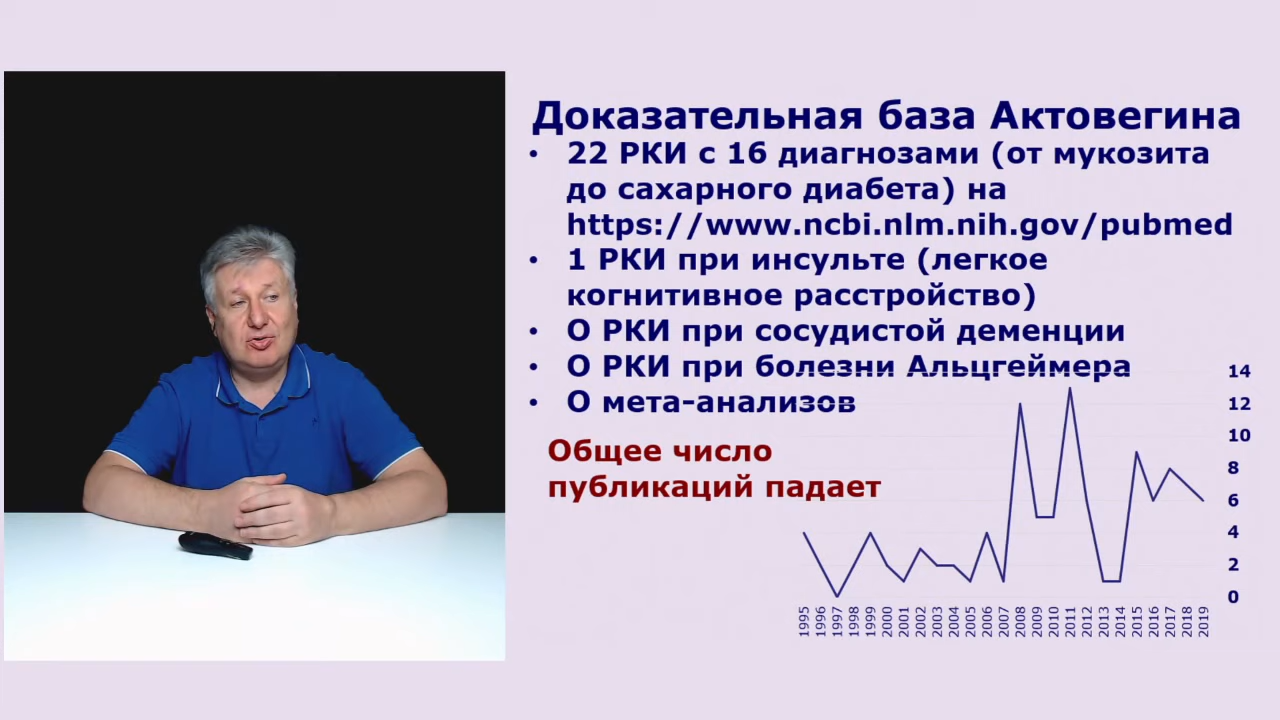 Доказательная база Актовегина
• 22 РКИ с 16 диагнозами (от мукозита
до сахарного диабета) на
https://www.ncbi.nlm.nih.gov/pubmed
• 1 РКИ при инсульте (легкое
когнитивное расстройство)
• О РКИ при сосудистой деменции
• О РКИ при болезни Альцгеймера
• О мета-анализов
Общее число
публикаций падает
14
12
10
8
6
4
2
0
1995 1996 1997 1998 1999 2000 2001 2002 2003 2004 2005 2006 2007 2008 2009 2010 2011 2012 2013 2014 2015 2016 2017 2018 2019